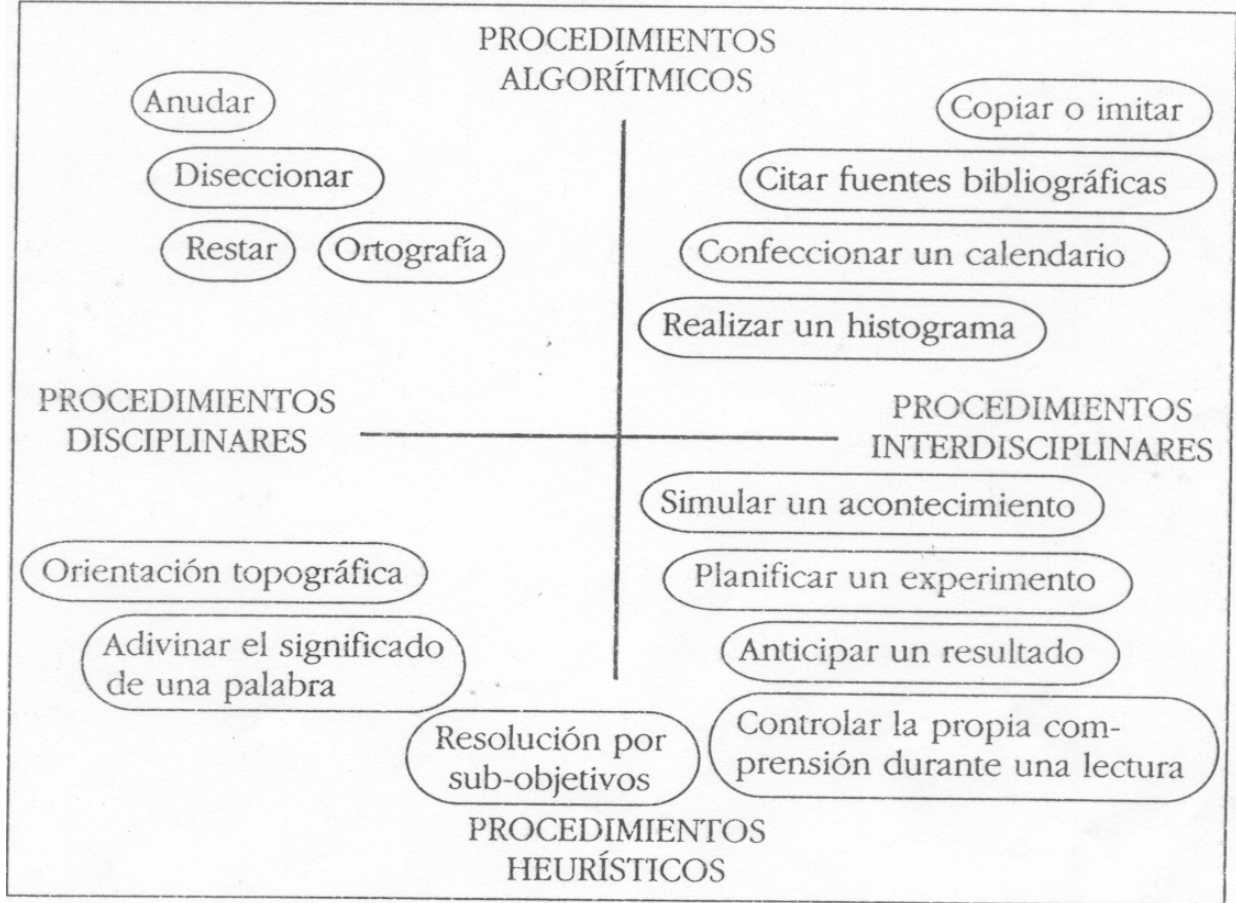 PROCEDIMIENTOS
ALGORÍTMICOS
Anudar
Copiar o imitar
Diseccionar
Citar fuentes bibliográficas
Restar
Ortografía
Confeccionar un calendario
Realizar un histograma
PROCEDIMIENTOS
DISCIPLINARES
PROCEDIMIENTOS
INTERDISCIPLINARES
Simular un acontecimiento
Orientación topográfica
Planificar un experimento
Adivinar el significado
de una palabra
Anticipar un resultado
Resolución por
sub-objetivos
Controlar la propia com-
prensión durante una lectura
PROCEDIMIENTOS
HEURÍSTICOS